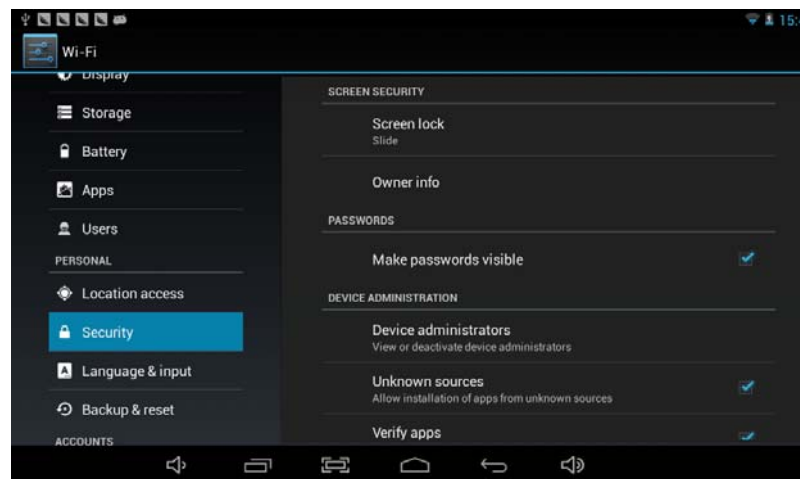 15:
Wi-Fi
Display
Storage
Battery
Apps
Users
PERSONAL
Location access
Security
Language & input
Backup & reset
ACCOUNTS
SCREEN SECURITY
Screen lock
Slide
Owner info
PASSWORDS
Make passwords visible
DEVICE ADMINISTRATION
Device administrators
View or deactivate device administrators
Unknown sources
Allow installation of apps from unknown sources
Verify apps